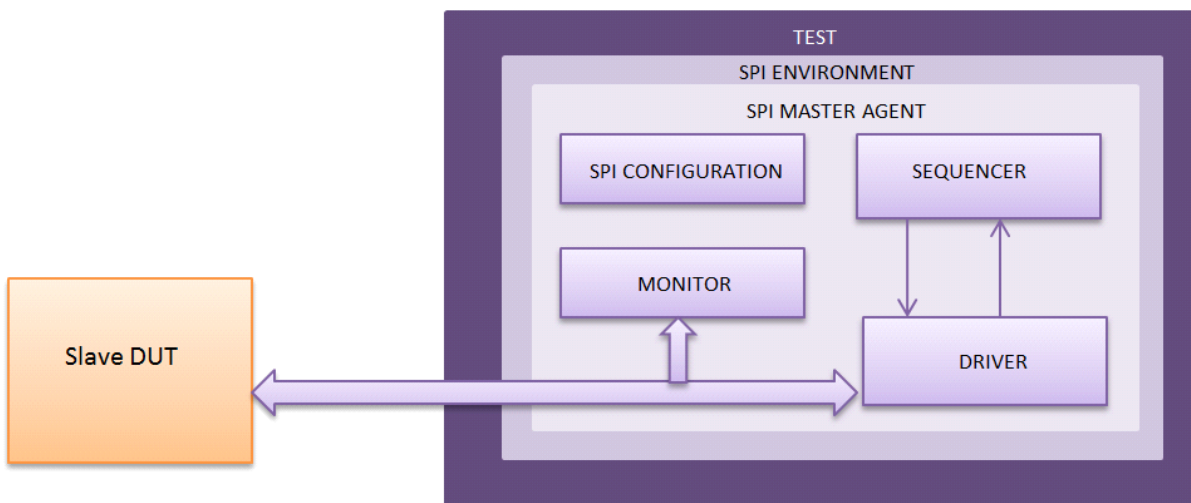 TEST
SPI ENVIRONMENT
SPI MASTER AGENT
SPI CONFIGURATION
SEQUENCER
MONITOR
Slave DUT
DRIVER